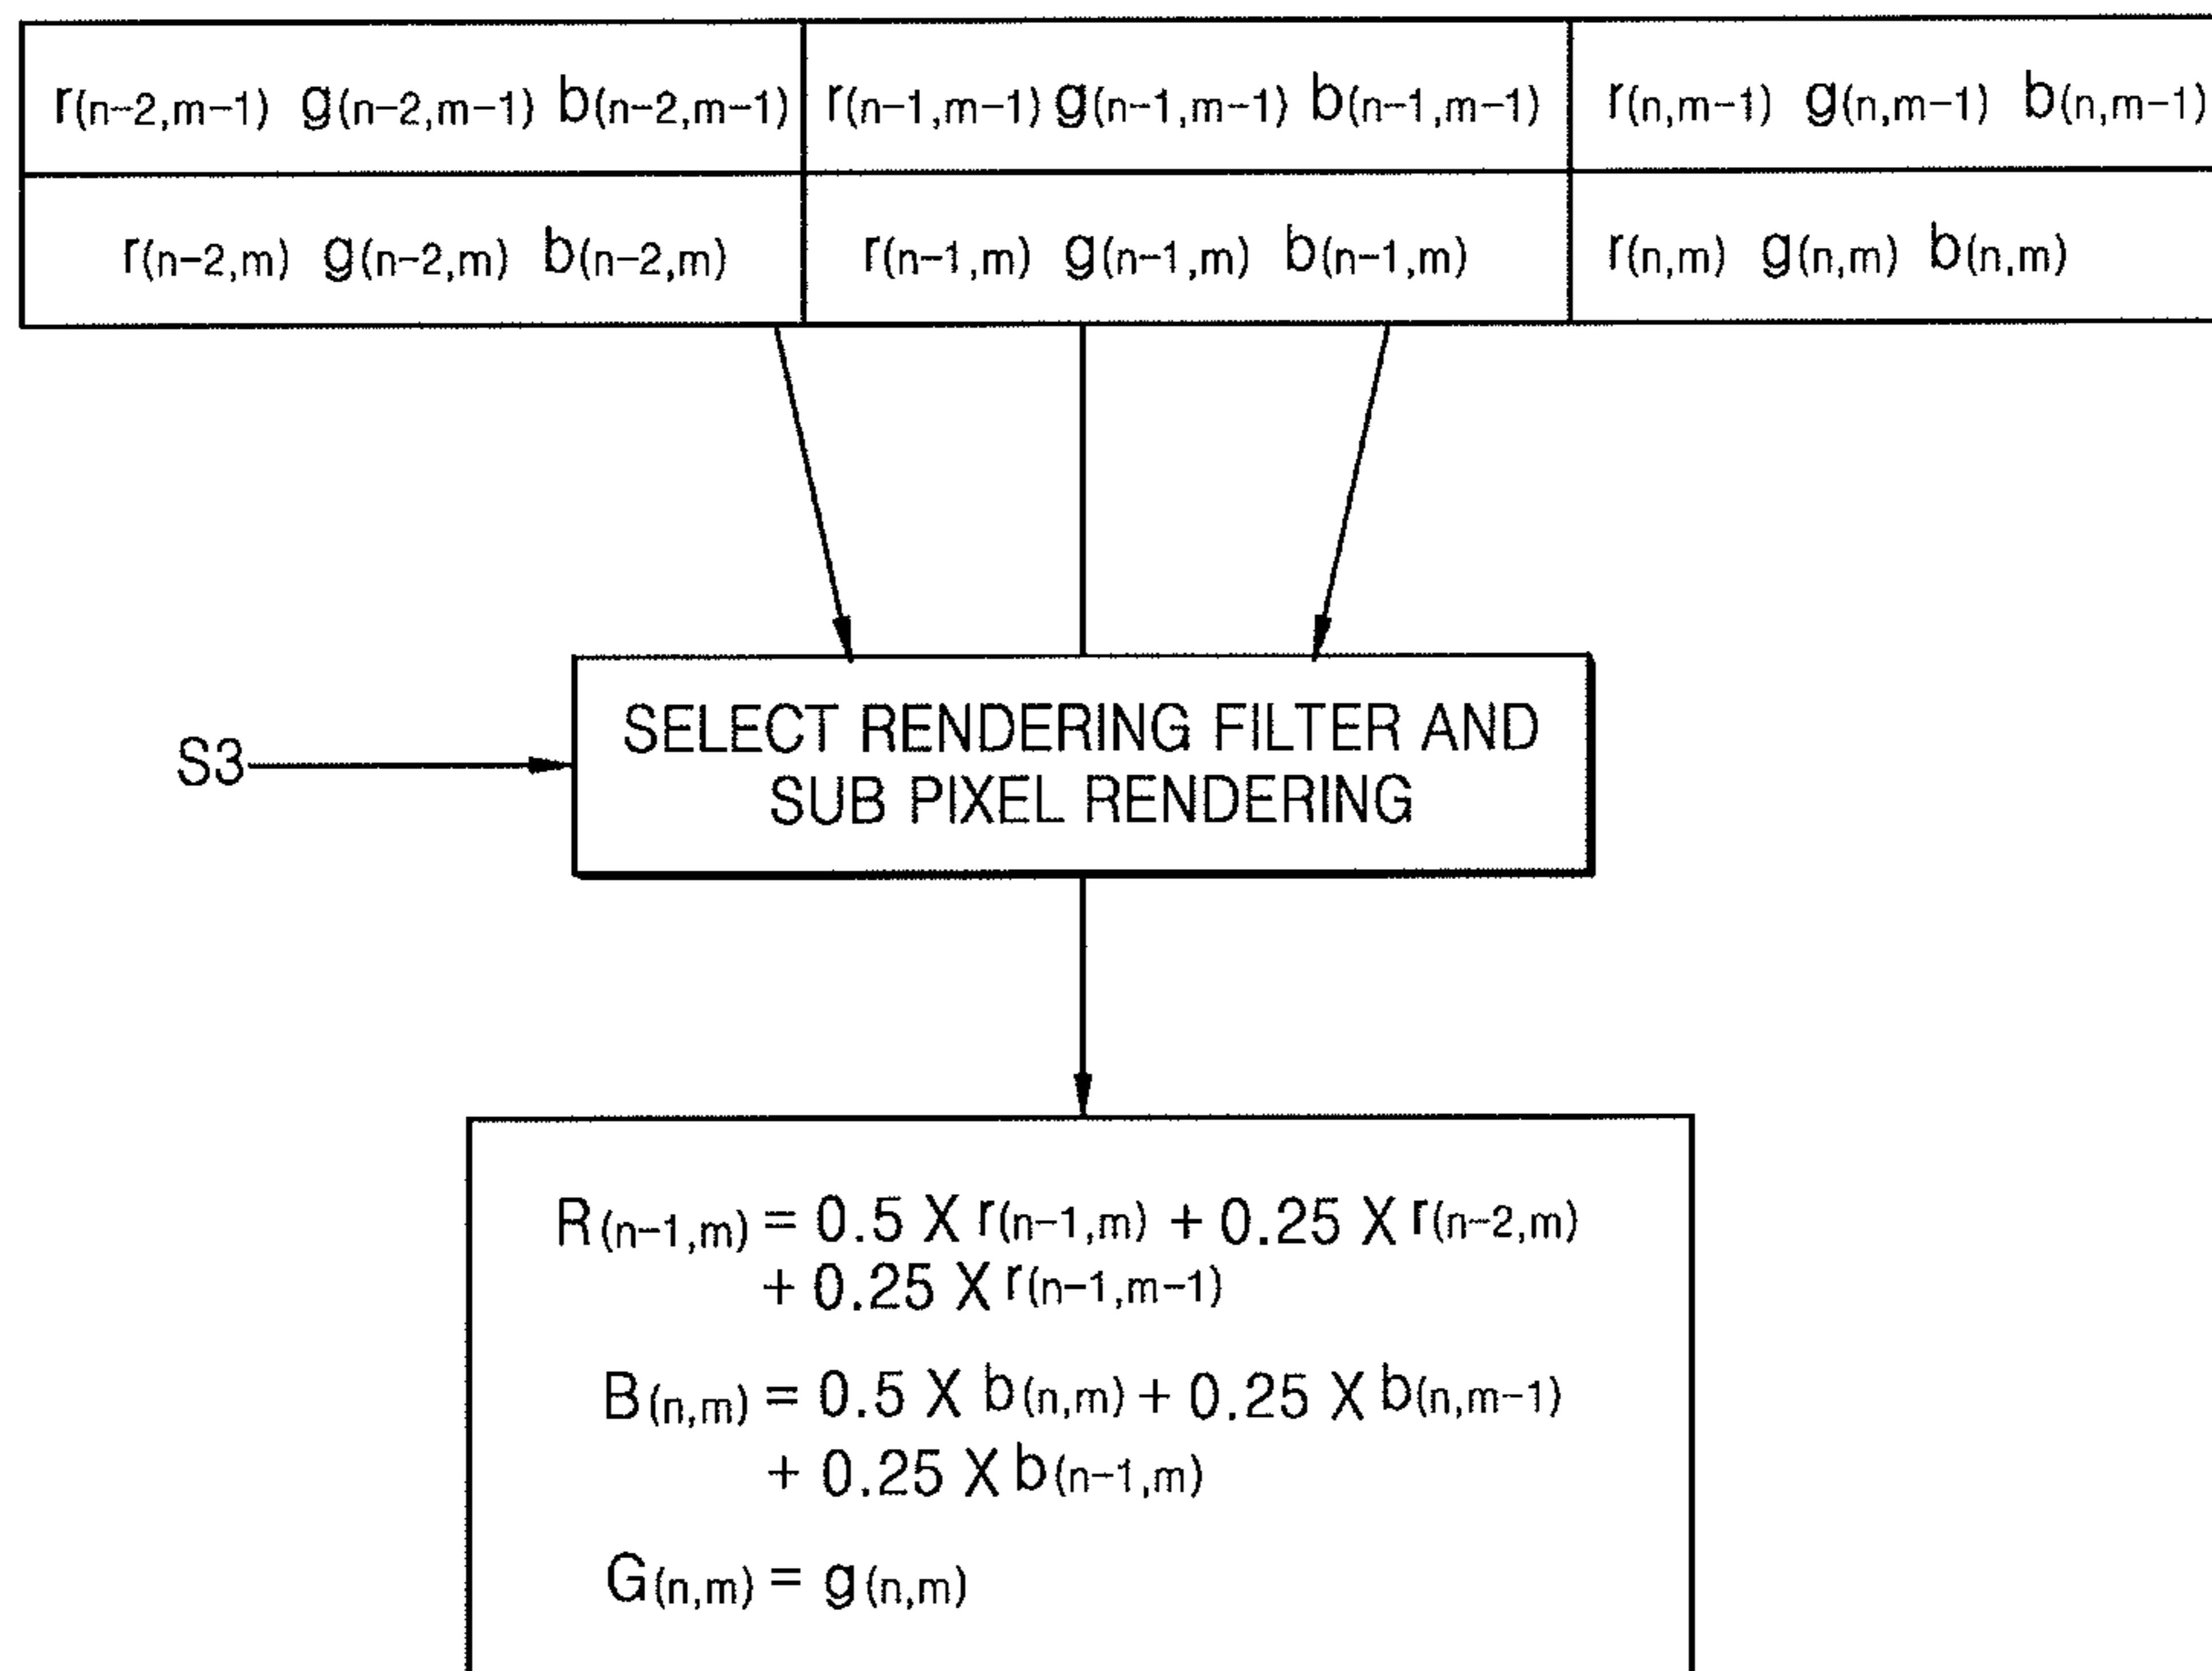 r(n-2,m-1) g(n-2,m-1) b(n-2,m-1) r(n-1,m-1) g(n-1,m-1) b(n-1,m-1) r(n,m-1) g(n,m-1) b(n,m-1)
r(n-2,m) g(n-2,m) b(n-2,m) r(n-1,m) g(n-1,m) b(n-1,m) r(n,m) g(n,m) b(n,m)
SELECT RENDERING FILTER AND
S3
SUB PIXEL RENDERING
R(n-1,m) = 0.5 X r(n-1,m) + 0.25 X r(n-2,m)
+ 0.25 X r(n-1,m-1)
B(n,m) = 0.5 X b(n,m) + 0.25 X b(n,m-1)
+ 0.25 X b(n-1,m)
G(n,m) = g(n,m)